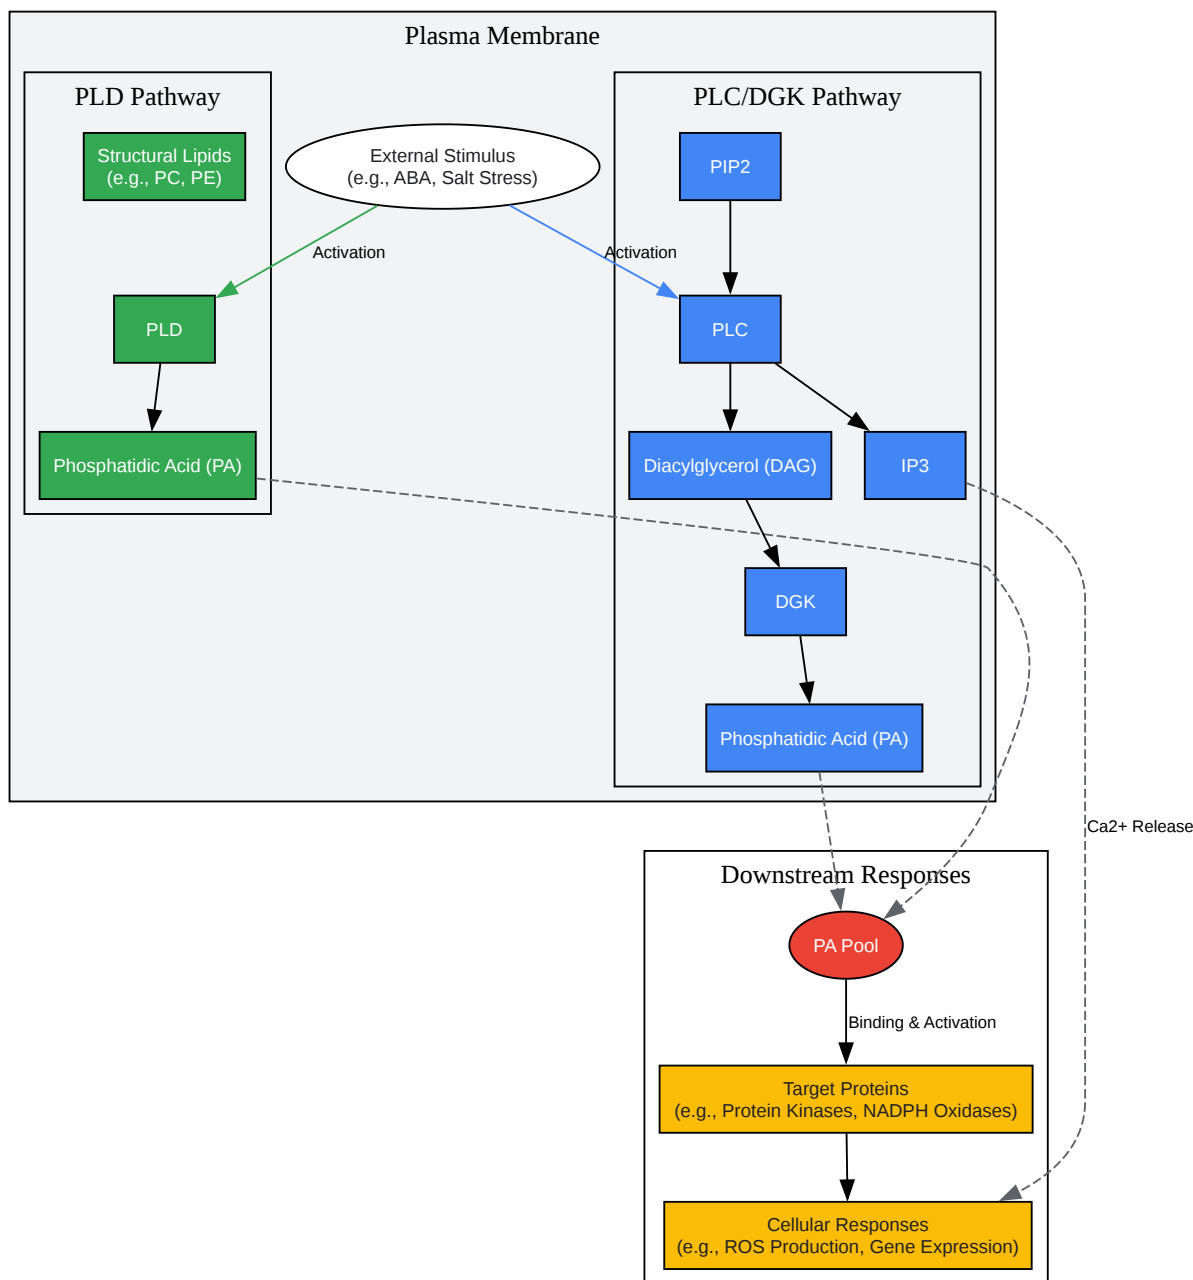 Plasma Membrane
PLD Pathway
PLC/DGK Pathway
Structural Lipids
(e.g., PC, PE)
External Stimulus
(e.g., ABA, Salt Stress)
PIP2
Activation
Activation
PLD
PLC
Phosphatidic Acid (PA)
Diacylglycerol (DAG)
IP3
DGK
Phosphatidic Acid (PA)
Ca2+ Release
Downstream Responses
PA Pool
Binding & Activation
Target Proteins
(e.g., Protein Kinases, NADPH Oxidases)
Cellular Responses
(e.g., ROS Production, Gene Expression)